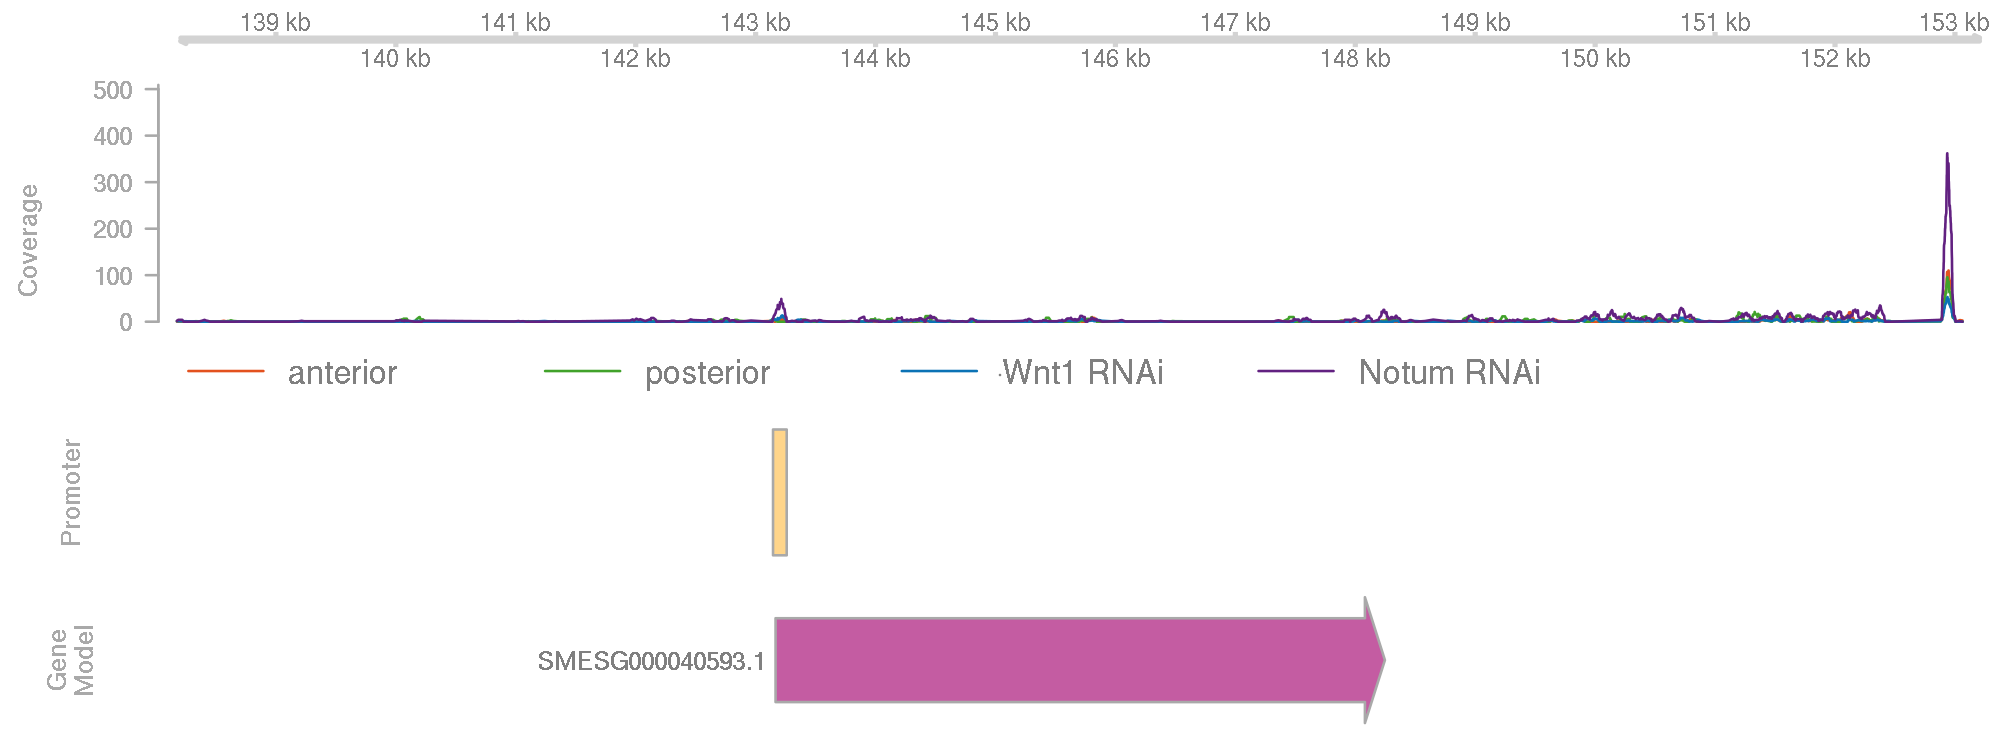 139 kb 141 kb 143 kb 145 kb 147 kb 149 kb 151 kb 153 kb
140 kb 142 kb 144 kb 146 kb 148 kb 150 kb 152 kb
500
400
300
200
100
0
Coverage
anterior posterior Wnt1 RNAi Notum RNAi
Promoter
Gene
Model
SMESG000040593.1